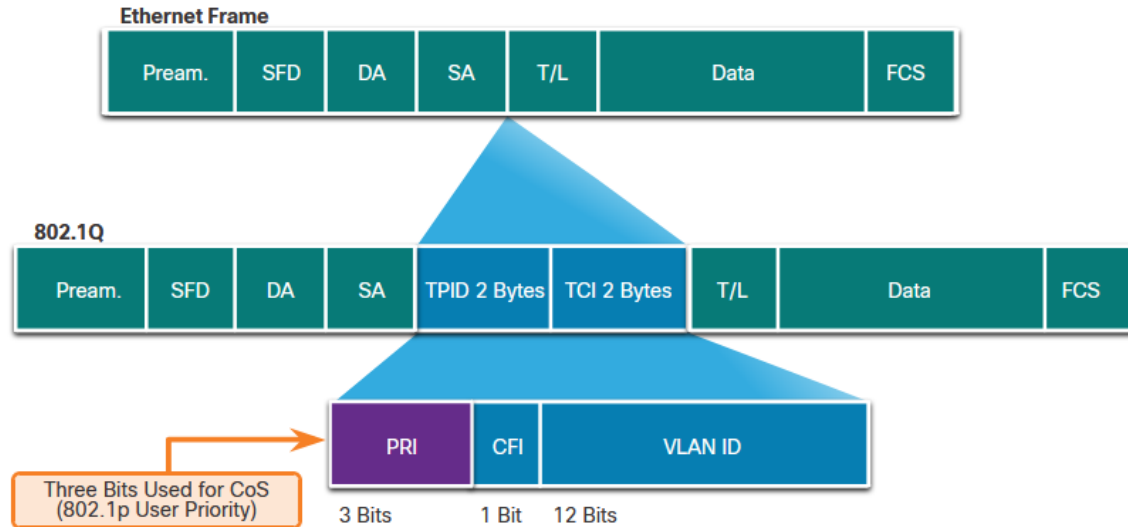 Ethernet Frame
Pream. SFD DA SA T/L Data FCS
802.1Q
Pream. SFD DA SA TPID 2 Bytes TCI 2 Bytes T/L Data FCS
PRI CFI VLAN ID
Three Bits Used for CoS
(802.1p User Priority)
3 Bits 1 Bit 12 Bits